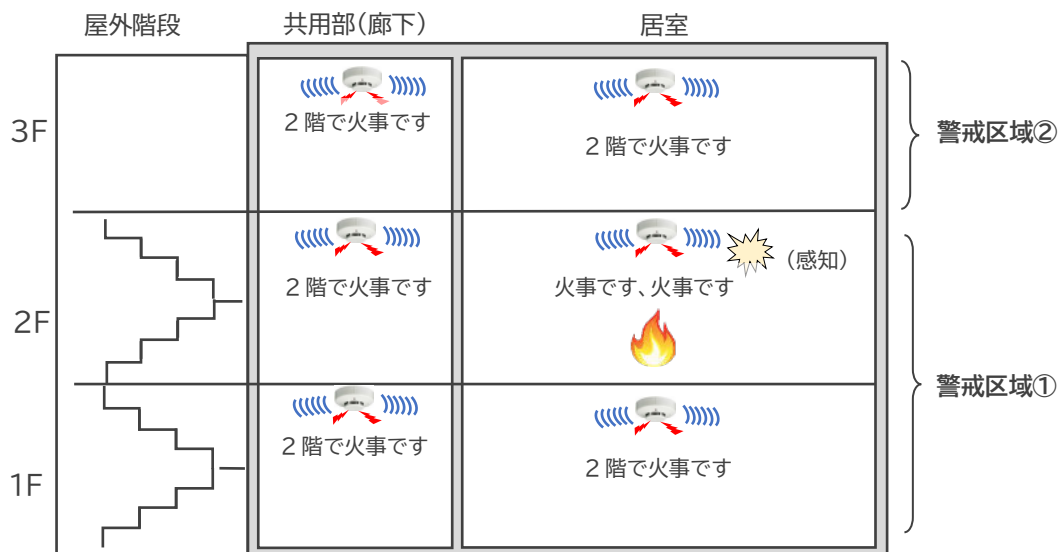 屋外階段
共用部(廊下)
居室
3F
2階で火事です
2階で火事です
警戒区域②
2F
2階で火事です
火事です、火事です
(感知)
警戒区域①
1F
2階で火事です
2階で火事です